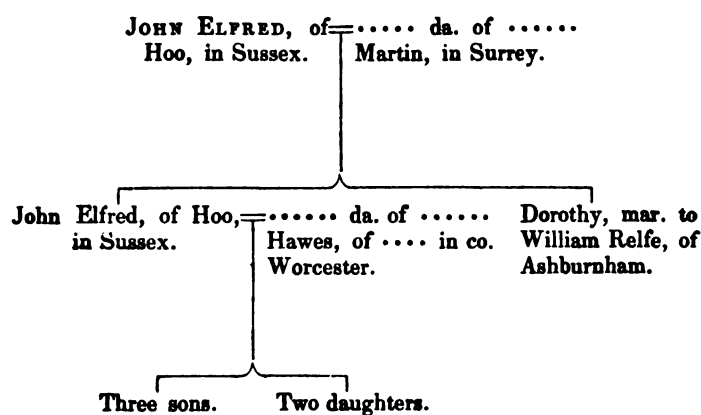 JOHN ELFRED, of=····· da. of ······
Hoo, in Sussex. Martin, in Surrey.
John Elfred, of Hoo,=······ da. of ······ Dorothy, mar. to
in Sussex. Hawes, of ···· in co. William Relfe, of
Worcester. Ashburnham.
Three sons. Two daughters.